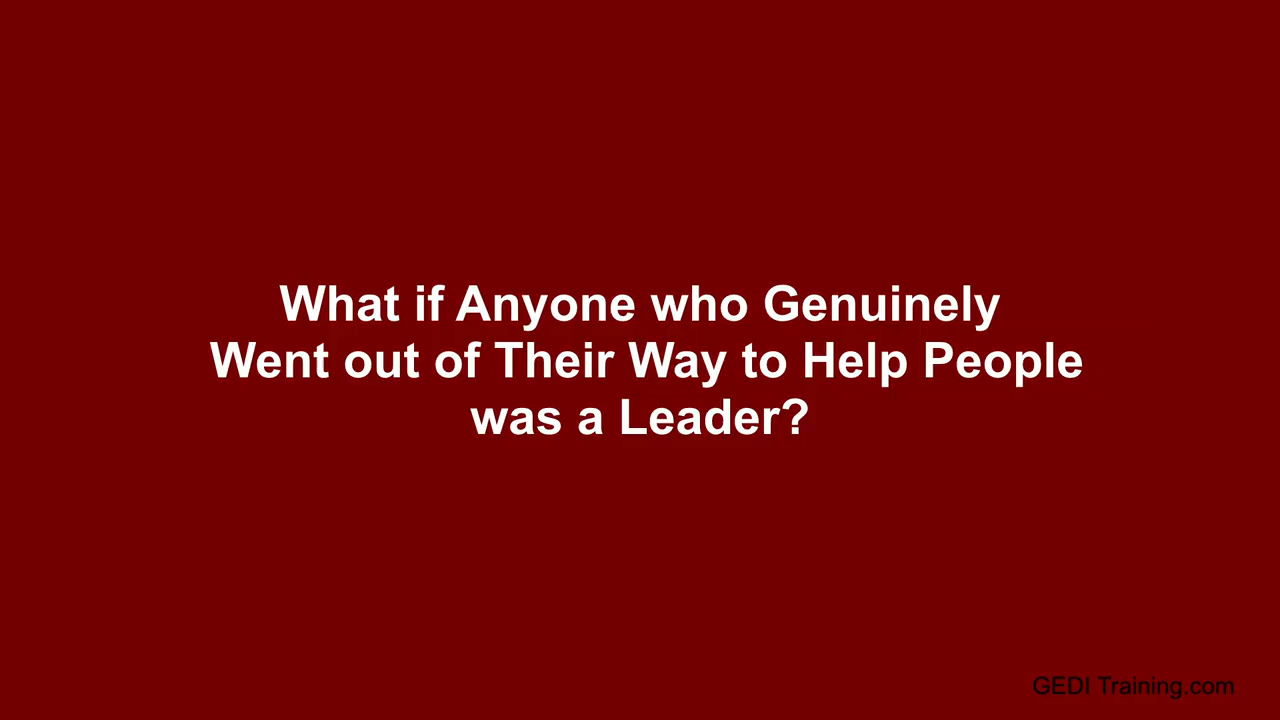 What if Anyone who Genuinely
Went out of Their Way to Help People
was a Leader?
GEDI Training.com